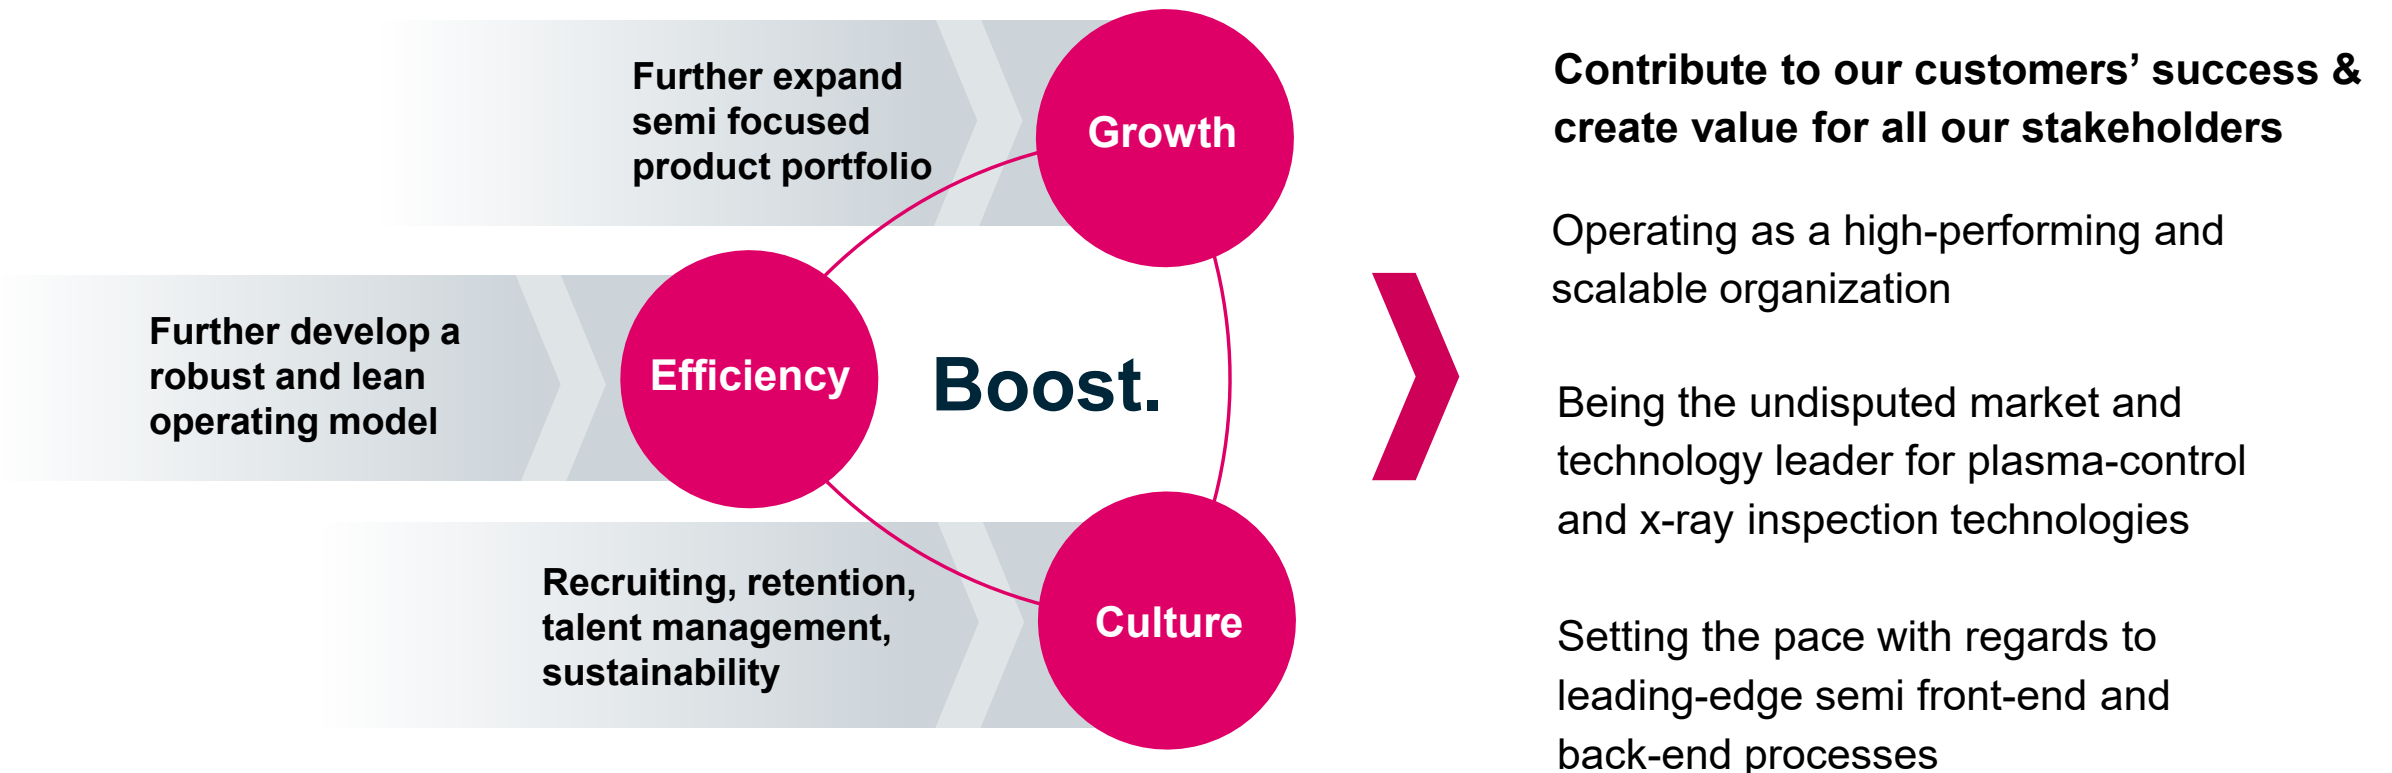 Further expand
semi focused
product portfolio
Growth
Further develop a
robust and lean
operating model
Efficiency
Boost.
Recruiting, retention,
talent management,
sustainability
Culture
Contribute to our customers’ success &
create value for all our stakeholders
Operating as a high-performing and
scalable organization
Being the undisputed market and
technology leader for plasma-control
and x-ray inspection technologies
Setting the pace with regards to
leading-edge semi front-end and
back-end processes